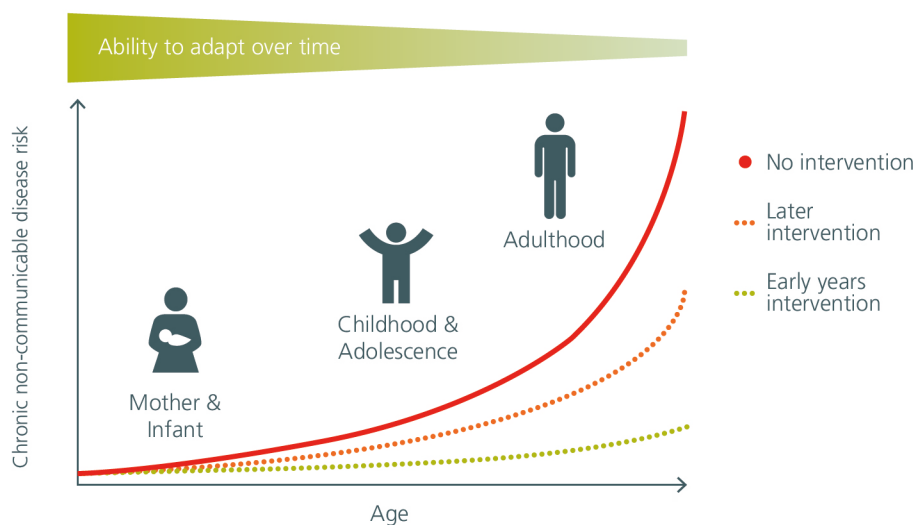 Ability to adapt over time
Chronic non-communicable disease risk
Mother &
Infant
Childhood &
Adolescence
Adulthood
No intervention
Later
intervention
Early years
intervention
Age